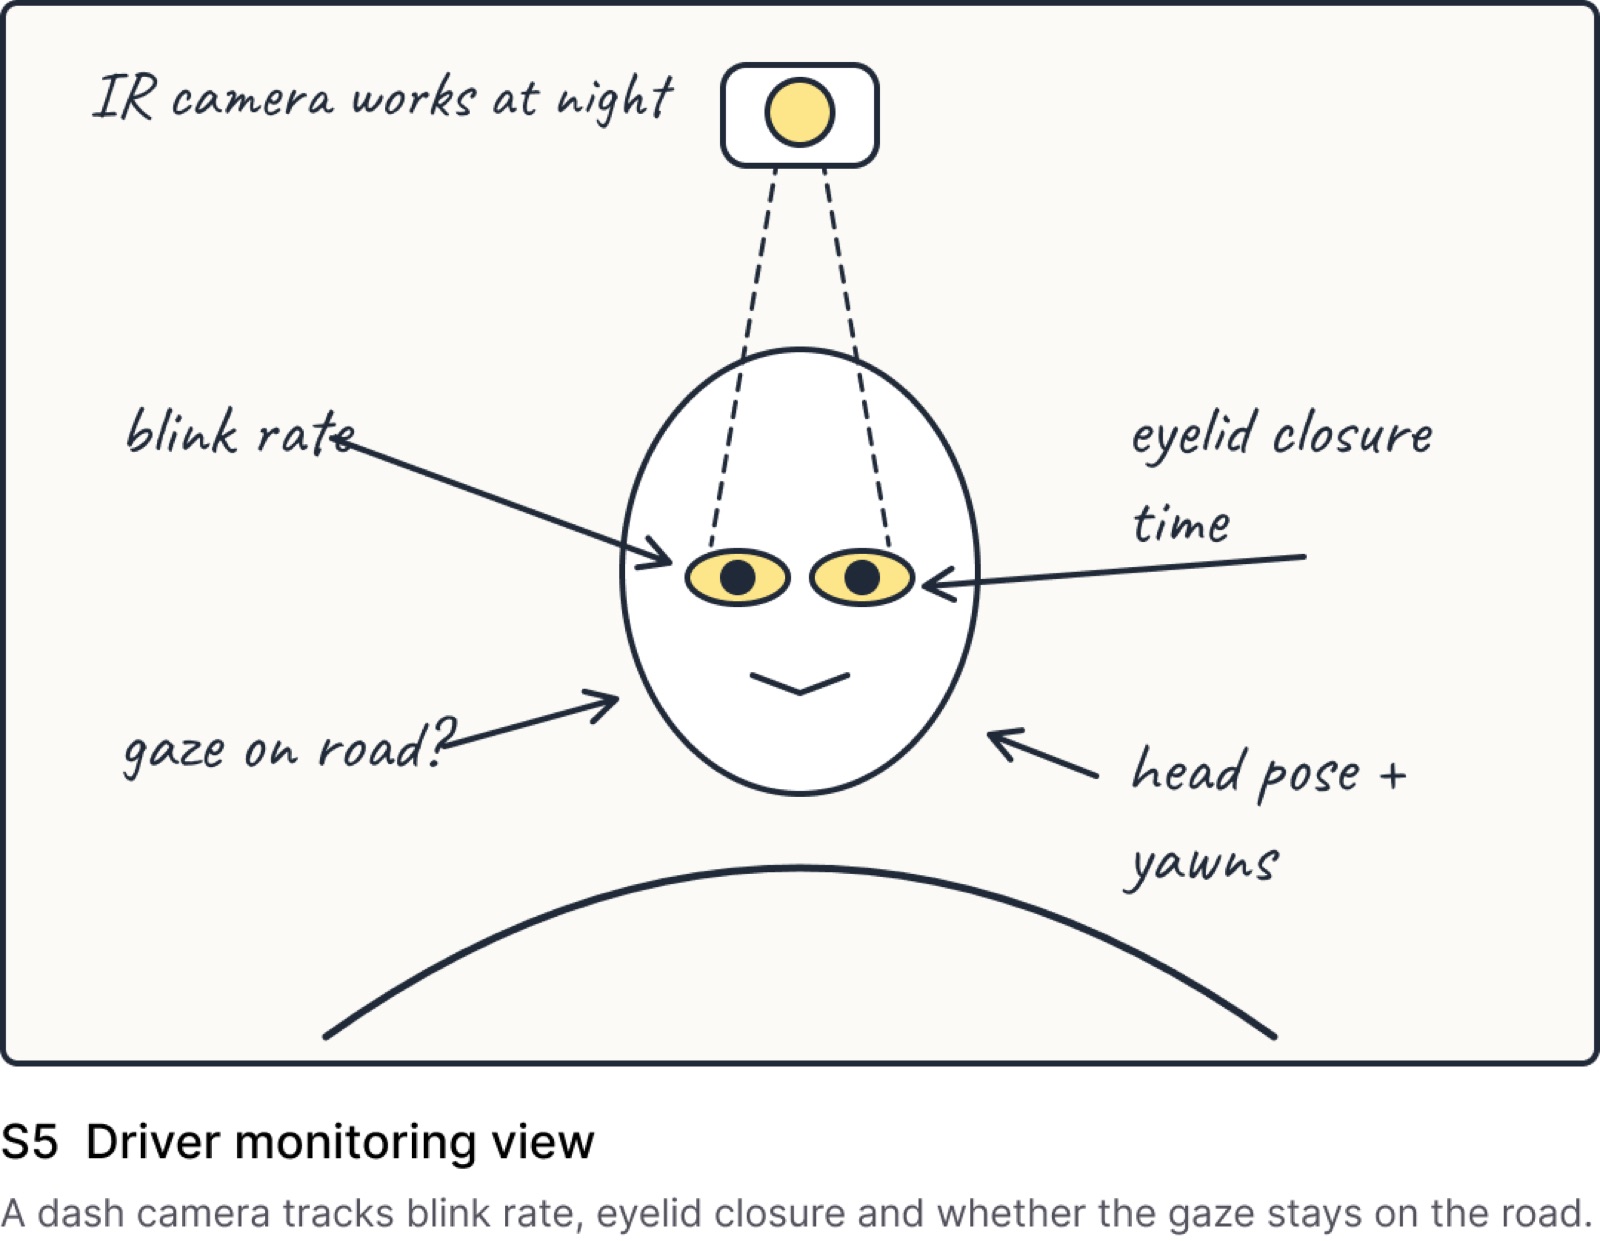 IR camera works at night
blink rate
eyelid closure
time
gaze on road?
head pose +
yawns
S5 Driver monitoring view
A dash camera tracks blink rate, eyelid closure and whether the gaze stays on the road.